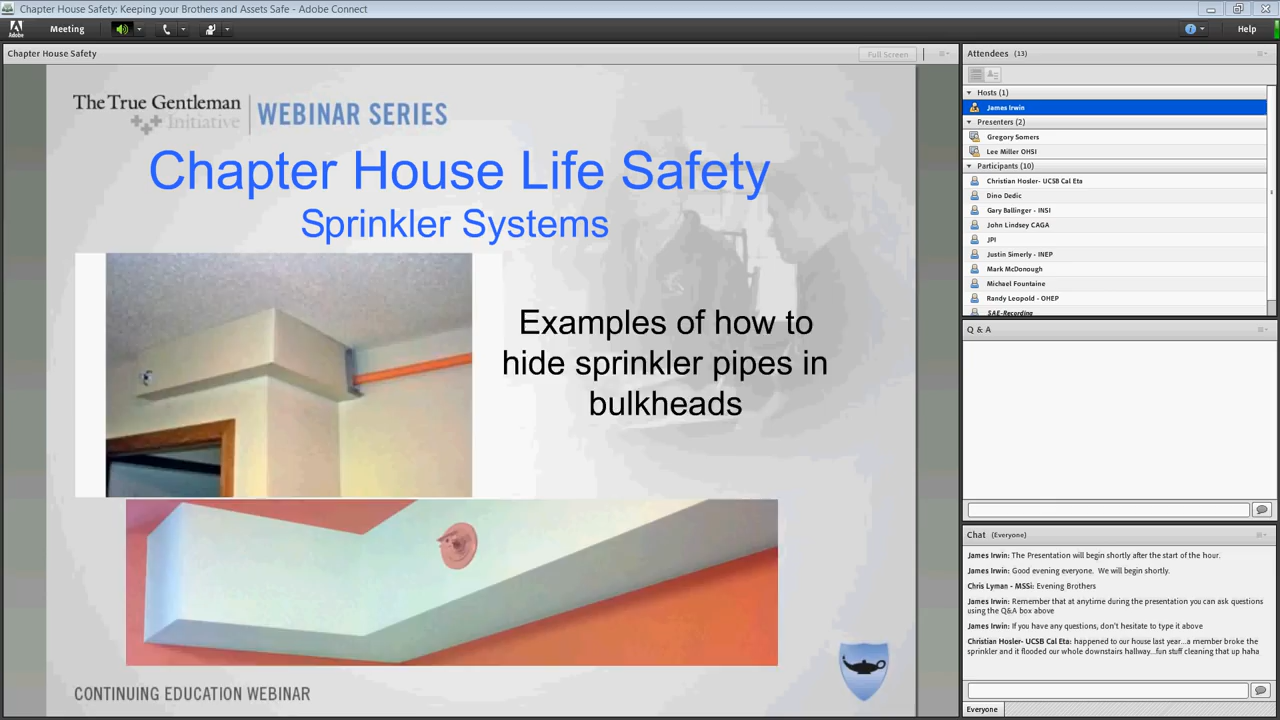 Chapter House Safety: Keeping your Brothers and Assets Safe - Adobe Connect
Adobe
Meeting
Help
Chapter House Safety
Full Screen
The True Gentleman
Initiative
WEBINAR SERIES
Chapter House Life Safety
Sprinkler Systems
Examples of how to
hide sprinkler pipes in
bulkheads
CONTINUING EDUCATION WEBINAR
Attendees (13)
Hosts (1)
James Irwin
Presenters (2)
Gregory Somers
Lee Miller OHSI
Participants (10)
Christian Hosler- UCSB Cal Eta
Dino Dedic
Gary Ballinger - INSI
John Lindsey CAGA
JPI
Justin Simerly - INEP
Mark McDonough
Michael Fountaine
Randy Leopold - OHEP
SAE-Recording
Q & A
Chat (Everyone)
James Irwin: The Presentation will begin shortly after the start of the hour.
James Irwin: Good evening everyone. We will begin shortly.
Chris Lyman - MSSi: Evening Brothers
James Irwin: Remember that at anytime during the presentation you can ask questions
using the Q&A box above
James Irwin: If you have any questions, don't hesitate to type it above
Christian Hosler- UCSB Cal Eta: happened to our house last year...a member broke the
sprinkler and it flooded our whole downstairs hallway...fun stuff cleaning that up haha
Everyone